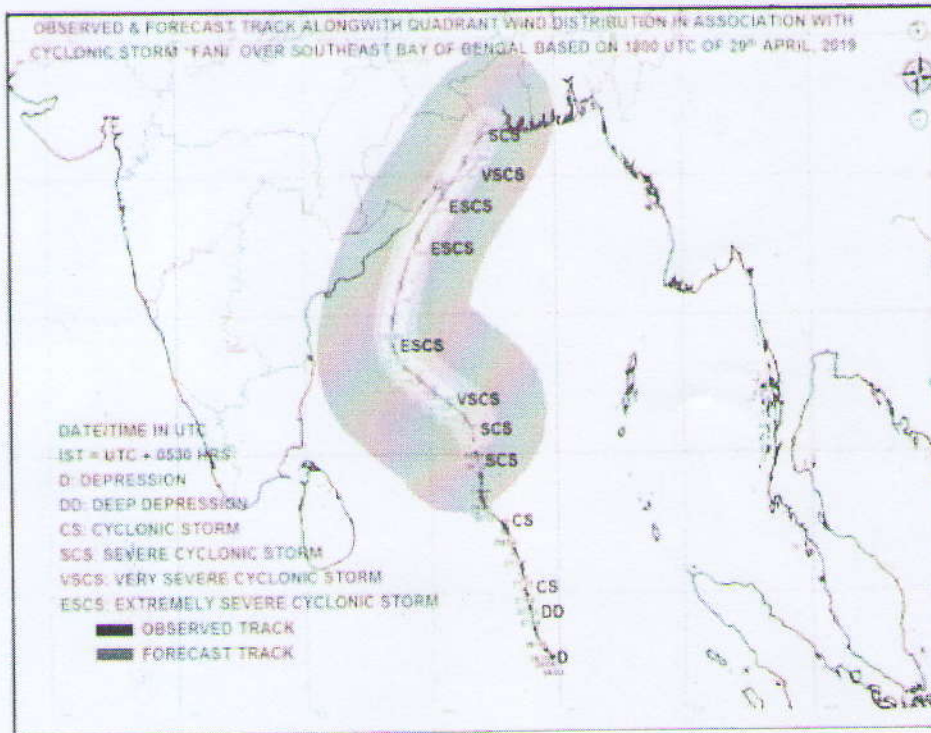 OBSERVED & FORECAST TRACK ALONGWITH QUADRANT WIND DISTRIBUTION IN ASSOCIATION WITH
CYCLONIC STORM "FANI" OVER SOUTHEAST BAY OF BENGAL BASED ON 1800 UTC OF 29TH APRIL, 2019
SCS
VSCS
ESCS
ESCS
ESCS
VSCS
SCS
SCS
CS
CS
DD
D
DATE/TIME IN UTC
IST = UTC + 0530 HRS
D: DEPRESSION
DD: DEEP DEPRESSION
CS: CYCLONIC STORM
SCS: SEVERE CYCLONIC STORM
VSCS: VERY SEVERE CYCLONIC STORM
ESCS: EXTREMELY SEVERE CYCLONIC STORM
OBSERVED TRACK
FORECAST TRACK